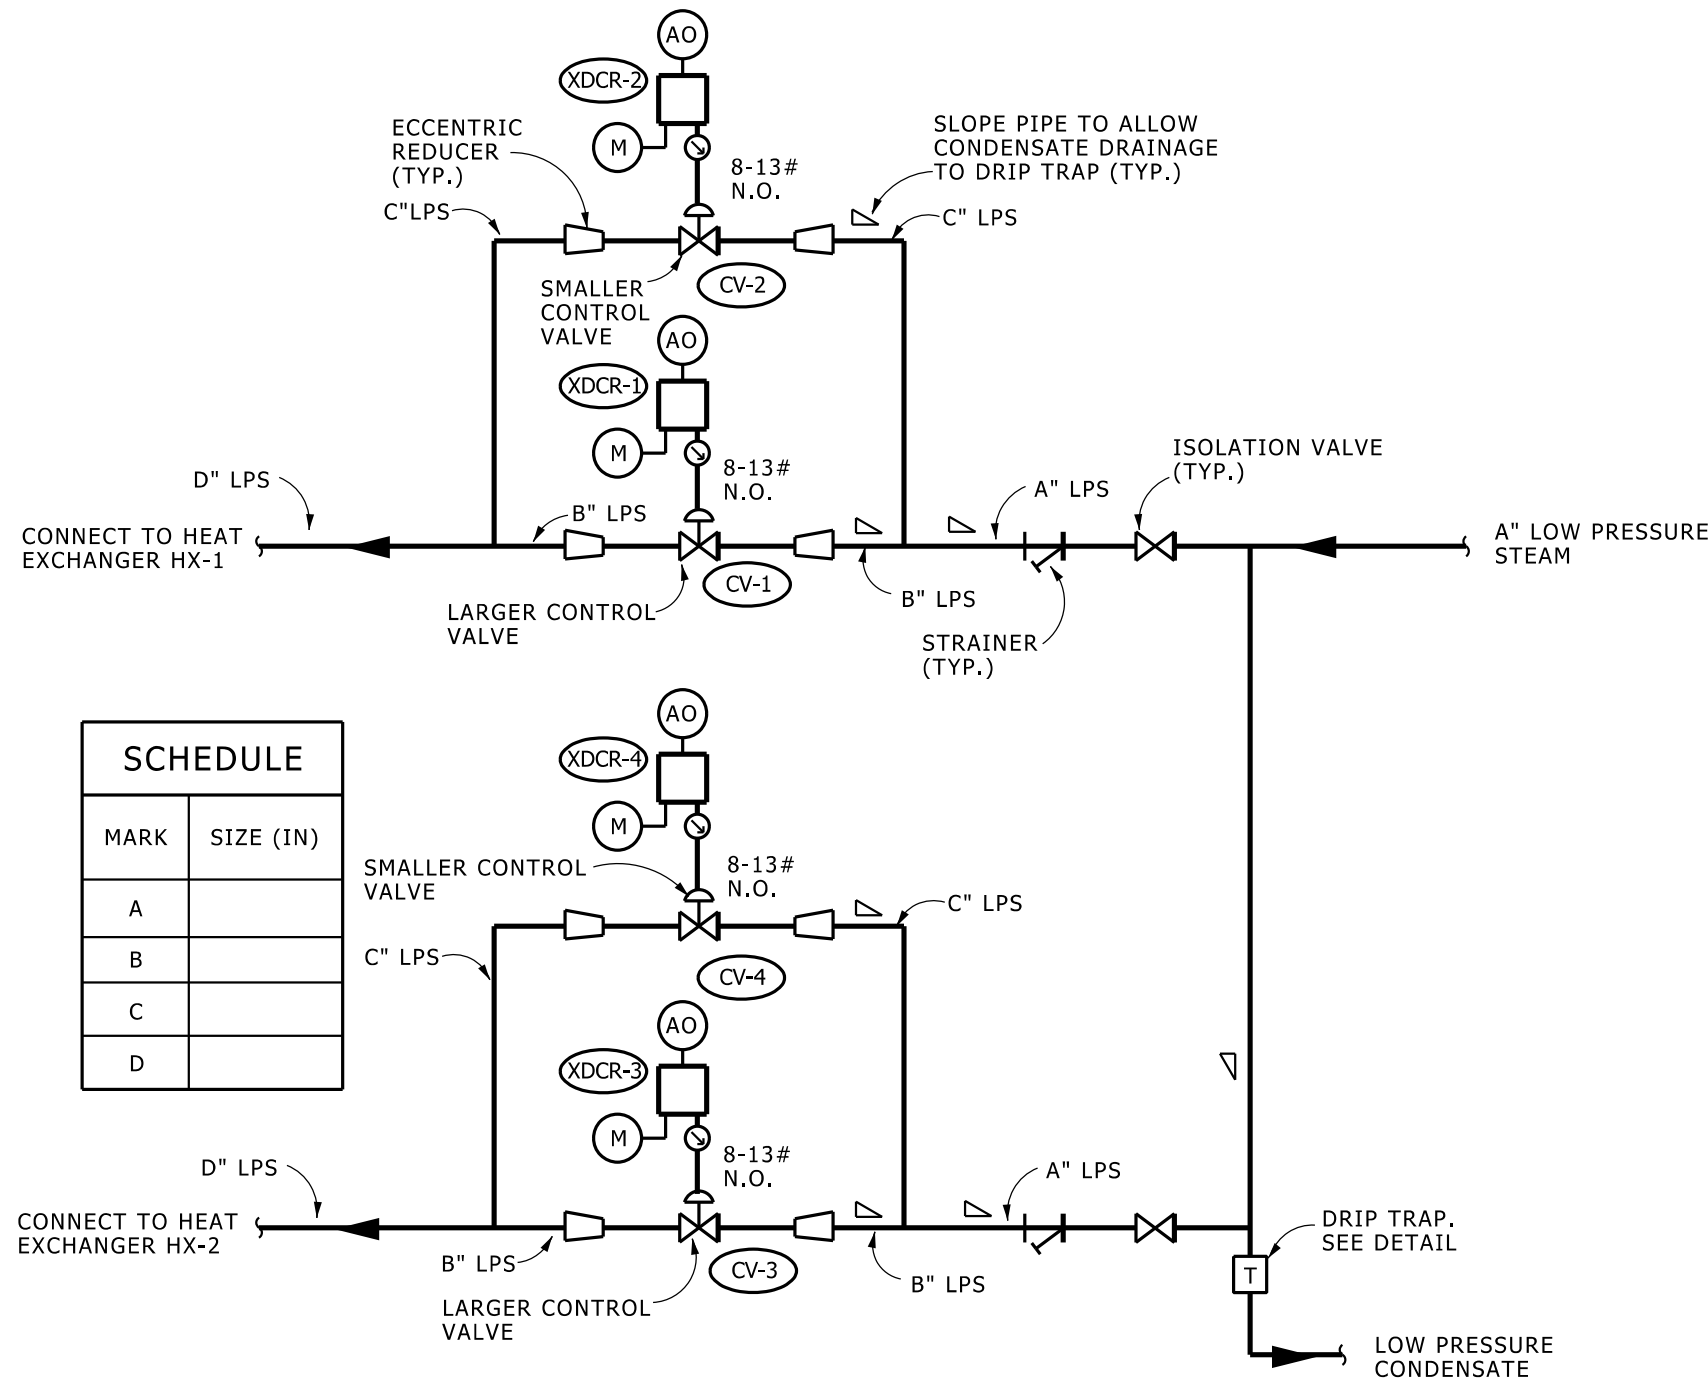 AO
XDCR-2
M
ECCENTRIC
REDUCER
(TYP.)
8-13#
N.O.
SLOPE PIPE TO ALLOW
CONDENSATE DRAINAGE
TO DRIP TRAP (TYP.)
C"LPS
C" LPS
SMALLER
CONTROL
VALVE
CV-2
AO
XDCR-1
M
8-13#
N.O.
ISOLATION VALVE
(TYP.)
D" LPS
B" LPS
A" LPS
CONNECT TO HEAT
EXCHANGER HX-1
A" LOW PRESSURE
STEAM
CV-1
B" LPS
LARGER CONTROL
VALVE
STRAINER
(TYP.)
SCHEDULE
MARK SIZE (IN)
A
B
C
D
AO
XDCR-4
M
SMALLER CONTROL
VALVE
8-13#
N.O.
C" LPS
C" LPS
CV-4
AO
XDCR-3
M
8-13#
N.O.
D" LPS
A" LPS
CONNECT TO HEAT
EXCHANGER HX-2
DRIP TRAP.
SEE DETAIL
B" LPS
CV-3
B" LPS
T
LARGER CONTROL
VALVE
LOW PRESSURE
CONDENSATE